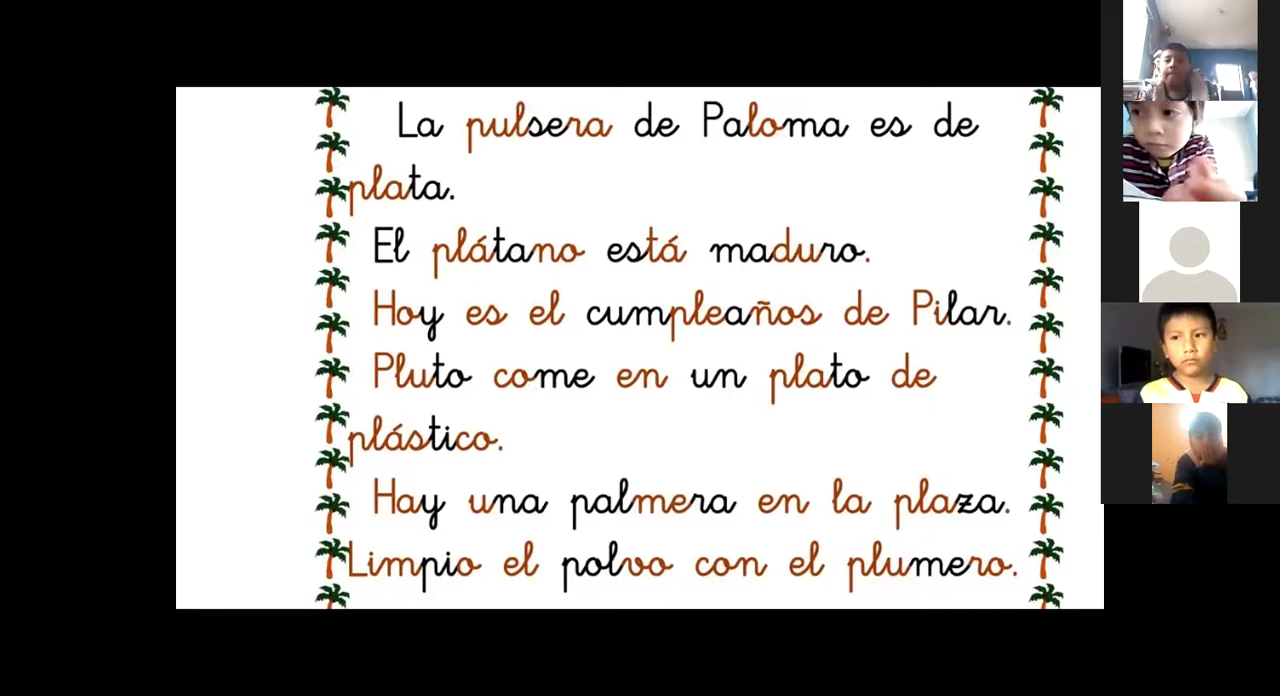 La pulsera de Paloma es de
plata.
El plátano está maduro.
Hoy es el cumpleaños de Pilar.
Pluto come en un plato de
plástico.
Hay una palmera en la plaza.
Limpio el polvo con el plumero.